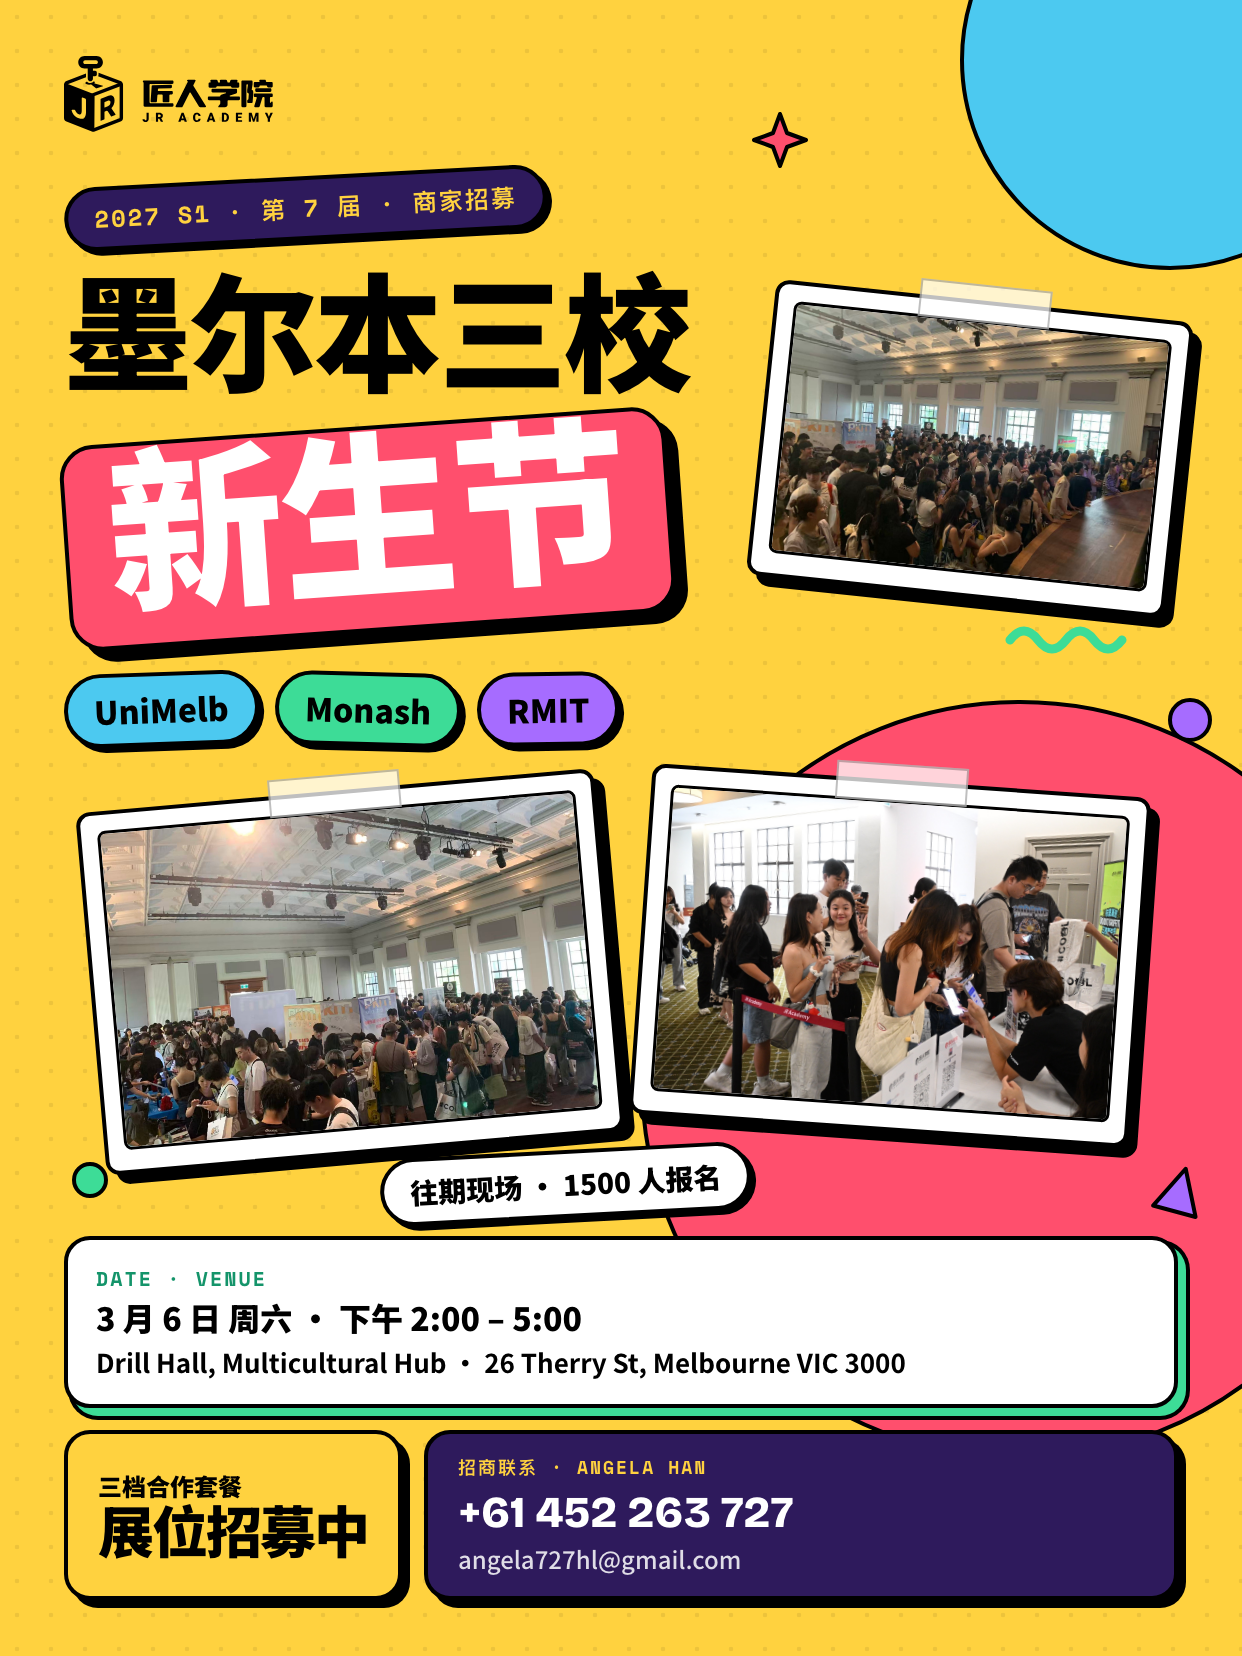 JR
匠人学院
JR ACADEMY
2027 S1 · 第 7 届 · 商家招募
墨尔本三校
新生节
UniMelb
Monash
RMIT
往期现场 · 1500 人报名
DATE · VENUE
3 月 6 日 周六 · 下午 2:00 – 5:00
Drill Hall, Multicultural Hub · 26 Therry St, Melbourne VIC 3000
三档合作套餐
展位招募中
招商联系 · ANGELA HAN
+61 452 263 727
angela727hl@gmail.com